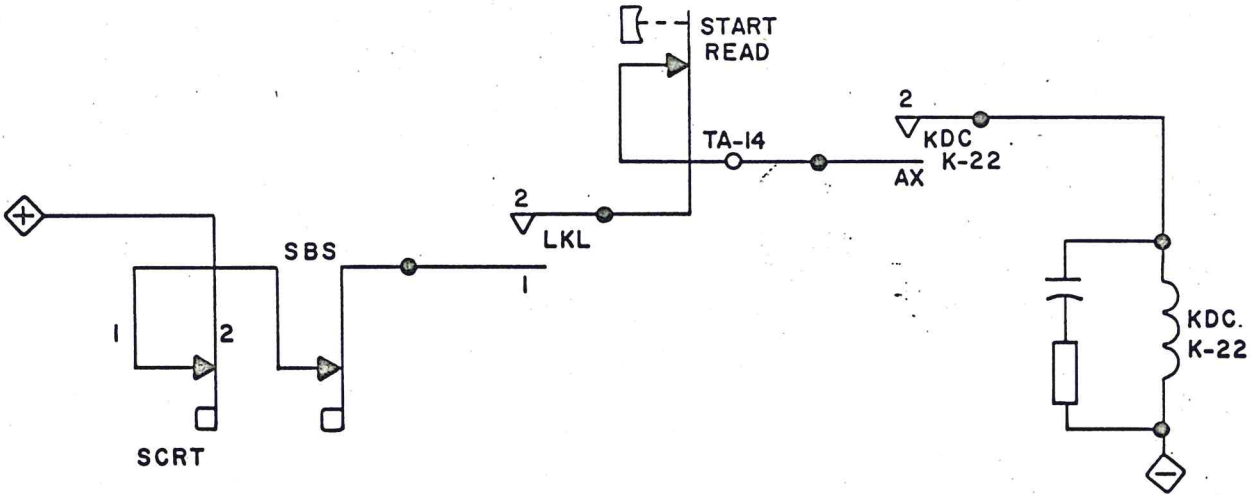 START
READ
2
TA-14
KDC
K-22
AX
2
LKL
+
SBS
1
1
2
KDC.
K-22
SCRT
-